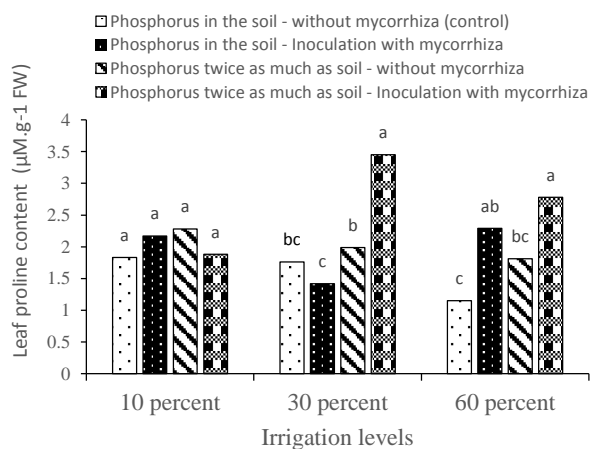 Phosphorus in the soil - without mycorrhiza (control)
Phosphorus in the soil - Inoculation with mycorrhiza
Phosphorus twice as much as soil - without mycorrhiza
Phosphorus twice as much as soil - Inoculation with mycorrhiza
Leaf proline content (µM.g-1 FW)
4
3.5
3
2.5
2
1.5
1
0.5
0
a a a a
bc c b a
c ab bc a
10 percent 30 percent 60 percent
Irrigation levels